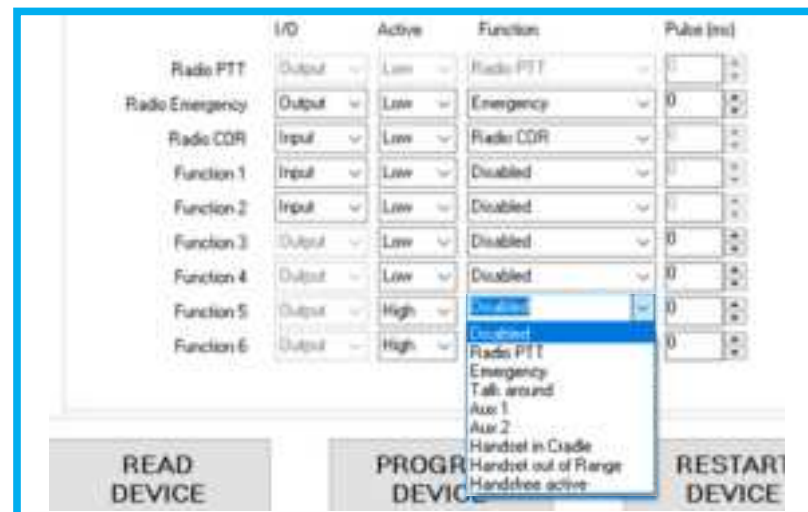 I/O Active Function Pulse (ms)
Radio PTT Output Low Radio PTT 0
Radio Emergency Output Low Emergency 0
Radio COR Input Low Radio COR 0
Function 1 Input Low Disabled 0
Function 2 Input Low Disabled 0
Function 3 Output Low Disabled 0
Function 4 Output Low Disabled 0
Function 5 Output High Disabled 0
Function 6 Output High 0
Disabled
Radio PTT
Emergency
Talk around
Aux 1
Aux 2
Handset in Cradle
Handset out of Range
Handsfree active
READ DEVICE
PROGR
DEVIC
RESTART
DEVICE